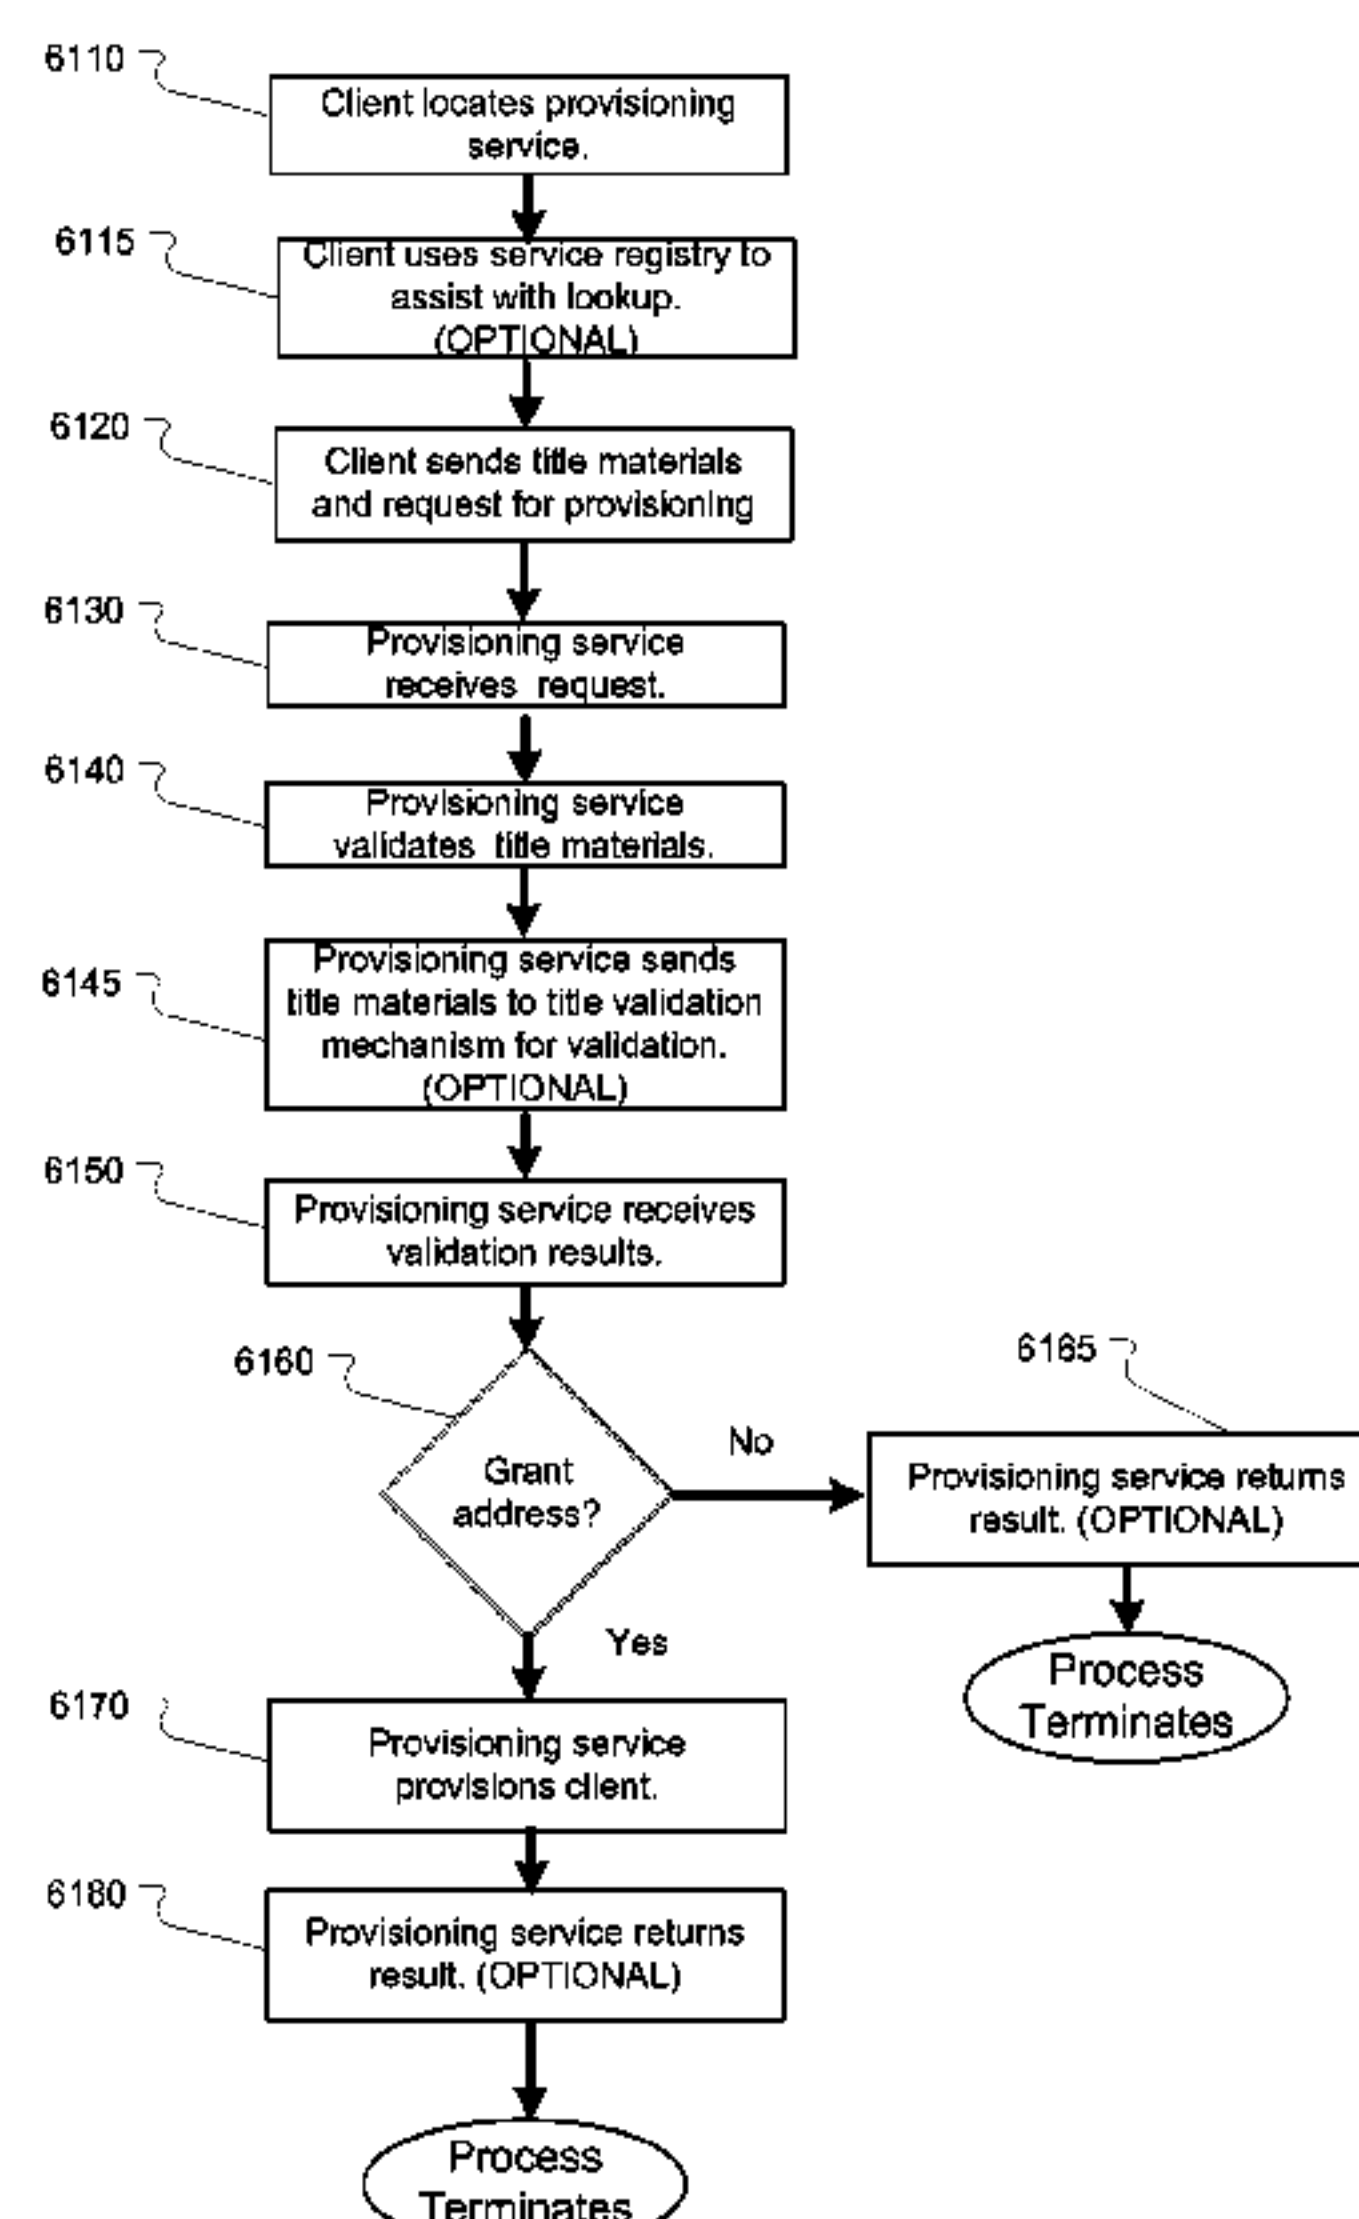 6110
Client locates provisioning
service.
6115
Client uses service registry to
assist with lookup.
(OPTIONAL)
6120
Client sends title materials
and request for provisioning
6130
Provisioning service
receives request.
6140
Provisioning service
validates title materials.
6145
Provisioning service sends
title materials to title validation
mechanism for validation.
(OPTIONAL)
6150
Provisioning service receives
validation results.
6160
Grant
address?
No
6165
Provisioning service returns
result. (OPTIONAL)
Process
Terminates
Yes
6170
Provisioning service
provisions client.
6180
Provisioning service returns
result. (OPTIONAL)
Process
Terminates